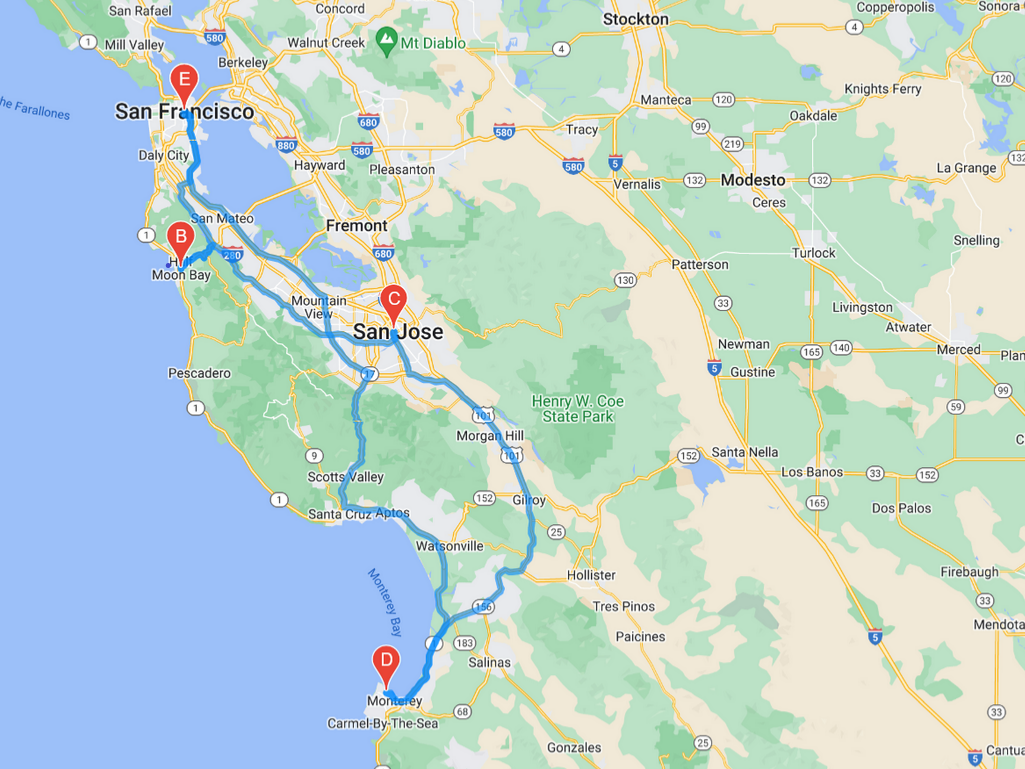 Concord
Copperopolis
Sonora
San Rafael
Stockton
580
4
Mill Valley
1
Walnut Creek
Mt Diablo
4
Berkeley
he Farallones
E
120
Knights Ferry
San Francisco
Manteca
120
Oakdale
680
580
Tracy
99
880
580
219
Daly City
Hayward
Pleasanton
580
5
132
La Grange
Vernalis
132
Modesto
132
Ceres
San Mateo
Fremont
1
B
280
680
Snelling
Turlock
Patterson
H
Moon Bay
130
C
Mountain
View
33
Livingston
San Jose
Atwater
Newman
165
140
Merced
Plan
5
Gustine
Pescadero
17
99
1
Henry W. Coe
State Park
59
101
Morgan Hill
C
9
101
152
Santa Nella
Scotts Valley
Los Banos
33
152
1
152
Gilroy
165
Dos Palos
Santa Cruz
Aptos
25
Watsonville
Hollister
Firebaugh
Monterey Bay
33
156
Tres Pinos
Mendota
183
Paicines
5
D
Salinas
Monterey
68
33
Carmel-By-The-Sea
25
Gonzales
Cantua
5